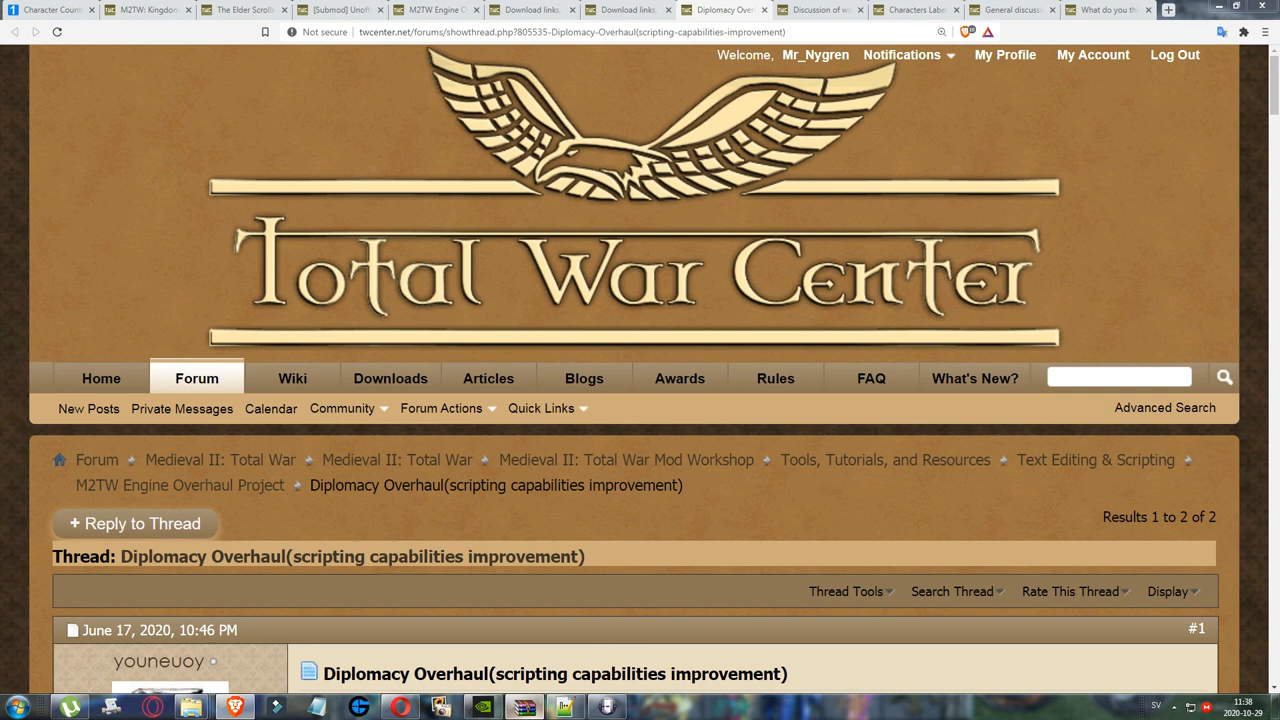 Character Count
M2TW: Kingdon
The Elder Scrolls
[Submod] Unof
M2TW Engine O
Download links,
Download links,
Diplomacy Over
Discussion of w
Characters Labe
General discuss
What do you th
Not secure
twcenter.net/forums/showthread.php?805535-Diplomacy-Overhaul(scripting-capabilities-improvement)
Welcome, Mr_Nygren Notifications My Profile My Account Log Out
Total War Center
Home Forum Wiki Downloads Articles Blogs Awards Rules FAQ What's New?
New Posts Private Messages Calendar Community Forum Actions Quick Links Advanced Search
Forum Medieval II: Total War Medieval II: Total War Medieval II: Total War Mod Workshop Tools, Tutorials, and Resources Text Editing & Scripting
M2TW Engine Overhaul Project Diplomacy Overhaul(scripting capabilities improvement)
+ Reply to Thread
Results 1 to 2 of 2
Thread: Diplomacy Overhaul(scripting capabilities improvement)
Thread Tools Search Thread Rate This Thread Display
June 17, 2020, 10:46 PM #1
youneuoy
Diplomacy Overhaul(scripting capabilities improvement)
SV
11:38
2020-10-29